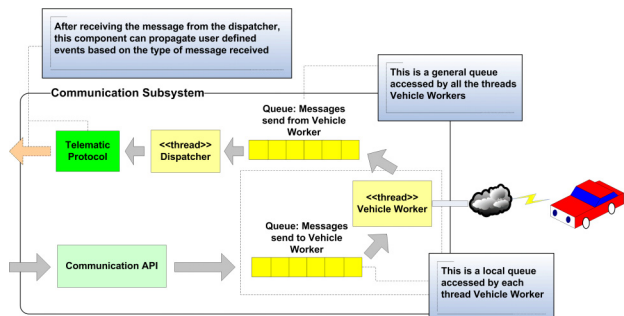 After receiving the message from the dispatcher,
this component can propagate user defined
events based on the type of message received
This is a general queue
accessed by all the threads
Vehicle Workers
Communication Subsystem
Queue: Messages
send from Vehicle
Worker
Telematic
Protocol
<<thread>>
Dispatcher
<<thread>>
Vehicle Worker
Queue: Messages
send to Vehicle
Worker
Communication API
This is a local queue
accessed by each
thread Vehicle Worker